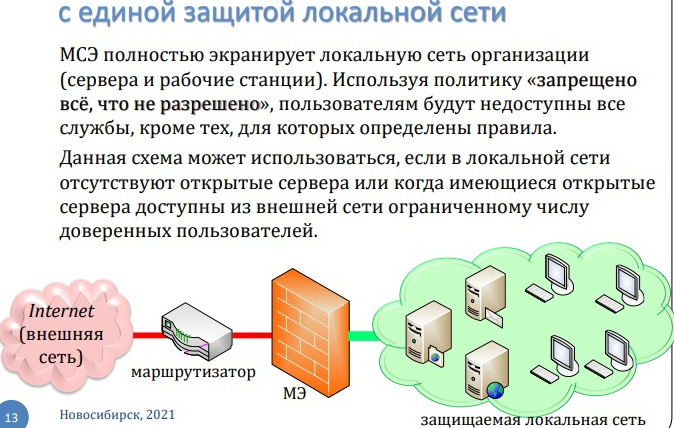 с единой защитой локальной сети
МСЭ полностью экранирует локальную сеть организации
(сервера и рабочие станции). Используя политику «запрещено
всё, что не разрешено», пользователям будут недоступны все
службы, кроме тех, для которых определены правила.
Данная схема может использоваться, если в локальной сети
отсутствуют открытые сервера или когда имеющиеся открытые
сервера доступны из внешней сети ограниченному числу
доверенных пользователей.
Internet
(внешняя
сеть)
маршрутизатор
МЭ
13
Новосибирск, 2021
защищаемая локальная сеть